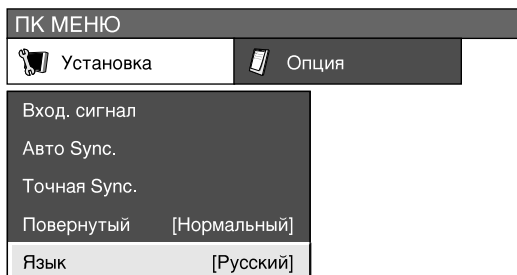 ПК МЕНЮ
Установка Опция
Вход. сигнал
Авто Sync.
Точная Sync.
Повернутый [Нормальный]
Язык [Русский]